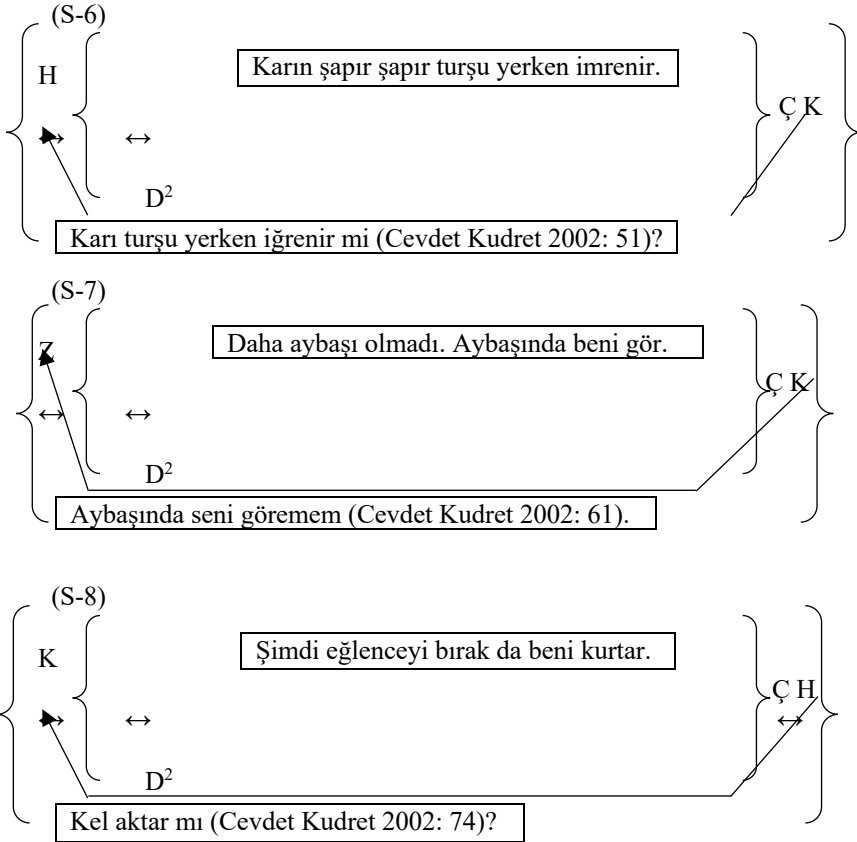 (S-6)
Karın şapır şapır turşu yerken imrenir.
H
Ç K
↔ ↔
D²
Karı turşu yerken iğrenir mi (Cevdet Kudret 2002: 51)?
(S-7)
Daha aybaşı olmadı. Aybaşında beni gör.
Z
Ç K
↔ ↔
D²
Aybaşında seni göremem (Cevdet Kudret 2002: 61).
(S-8)
Şimdi eğlenceyi bırak da beni kurtar.
K
Ç H
↔ ↔ ↔
D²
Kel aktar mı (Cevdet Kudret 2002: 74)?